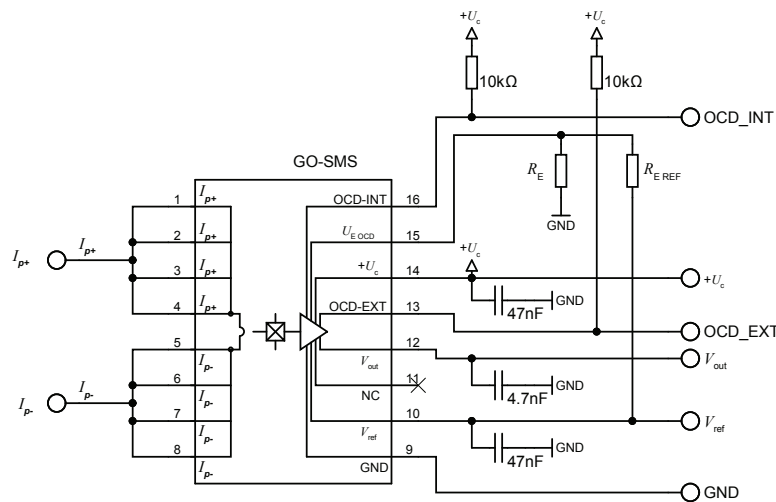 +Uc
+Uc
10kΩ
10kΩ
OCD_INT
GO-SMS
1
Ip+
OCD-INT
16
RE
RE REF
2
Ip+
UE OCD
15
GND
Ip+
Ip+
3
Ip+
+Uc
14
+Uc
+Uc
4
Ip+
OCD-EXT
13
47nF
GND
OCD_EXT
5
Vout
12
Vout
Ip-
Ip-
6
Ip-
NC
11
4.7nF
GND
7
Ip-
Vref
10
Vref
8
Ip-
GND
9
47nF
GND
Ip-
GND